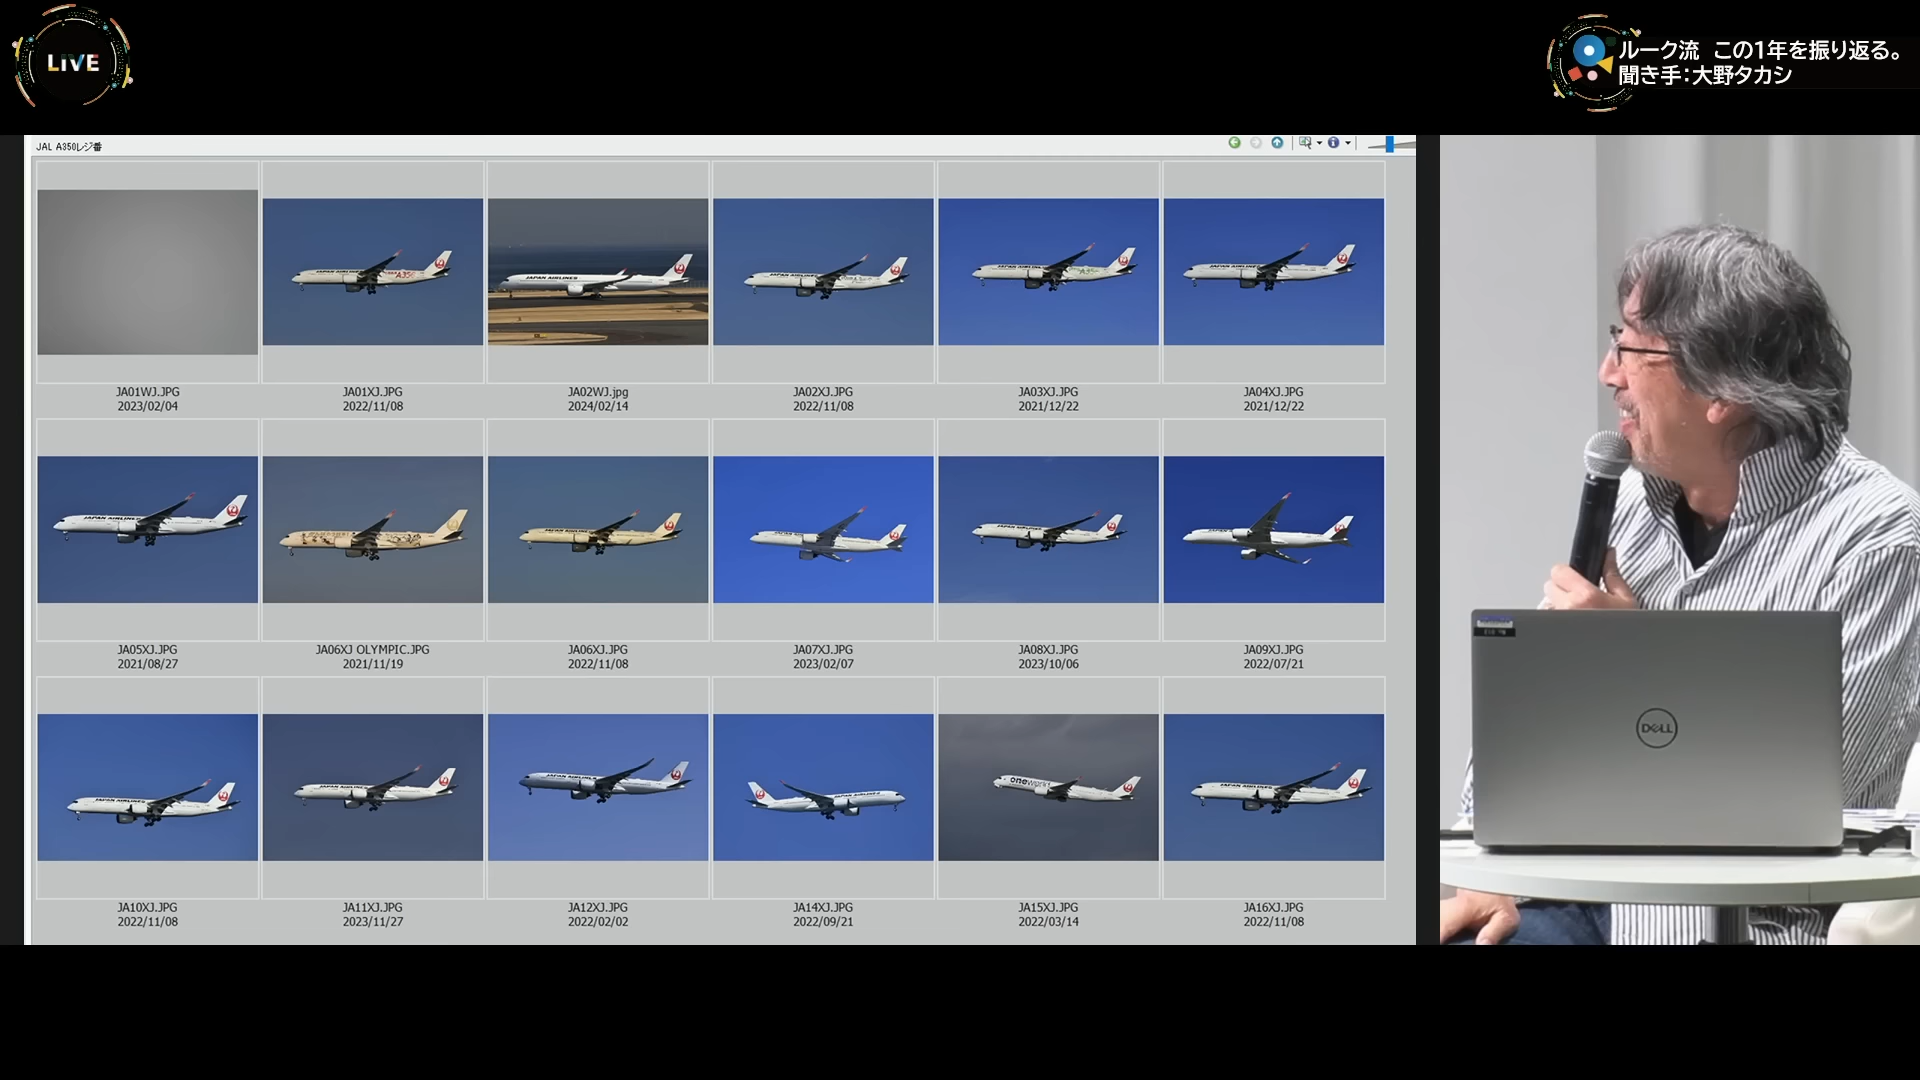 LIVE
ルーク流 この1年を振り返る。
聞き手：大野タカシ
JAL A350レジ番
JA01WJ.JPG
2023/02/04
JA01XJ.JPG
2022/11/08
JA02WJ.jpg
2024/02/14
JA02XJ.JPG
2022/11/08
JA03XJ.JPG
2021/12/22
JA04XJ.JPG
2021/12/22
JA05XJ.JPG
2021/08/27
JA06XJ OLYMPIC.JPG
2021/11/19
JA06XJ.JPG
2022/11/08
JA07XJ.JPG
2023/02/07
JA08XJ.JPG
2023/10/06
JA09XJ.JPG
2022/07/21
JA10XJ.JPG
2022/11/08
JA11XJ.JPG
2023/11/27
JA12XJ.JPG
2022/02/02
JA14XJ.JPG
2022/09/21
JA15XJ.JPG
2022/03/14
JA16XJ.JPG
2022/11/08
DELL